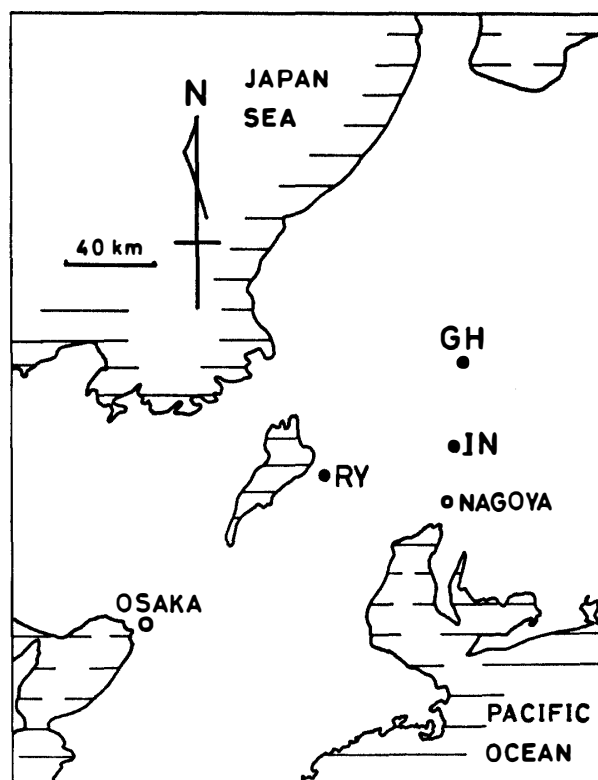 N
JAPAN
SEA
40 km
GH
IN
RY
NAGOYA
OSAKA
PACIFIC
OCEAN